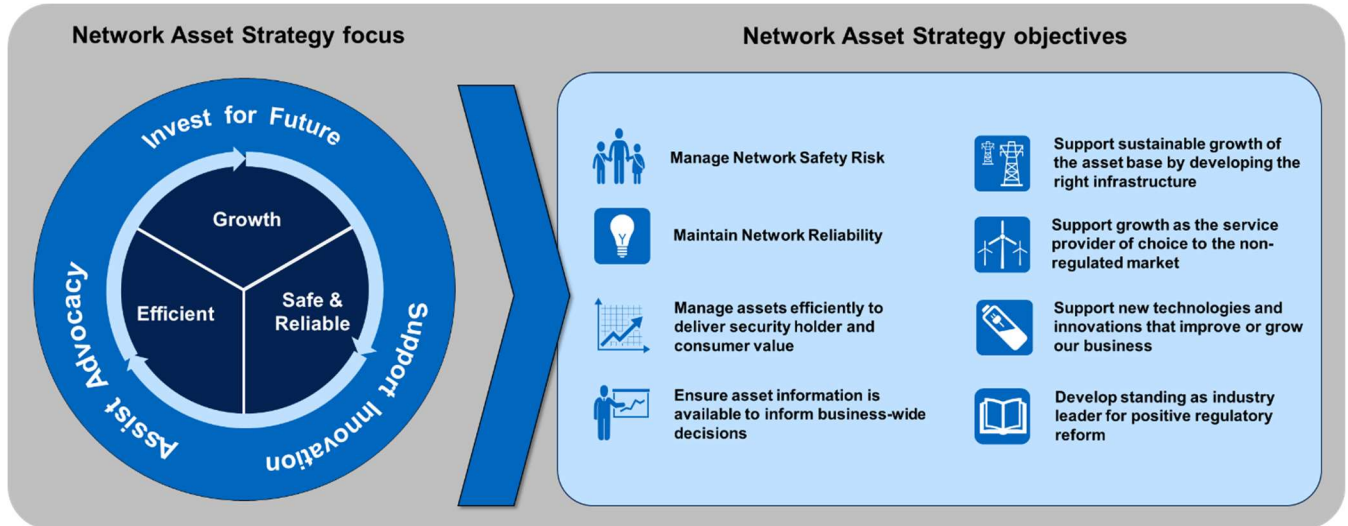 Network Asset Strategy focus
Invest for Future
Growth
Efficient
Safe &
Reliable
Assist Advocacy
Support Innovation
Network Asset Strategy objectives
Manage Network Safety Risk
Maintain Network Reliability
Manage assets efficiently to
deliver security holder and
consumer value
Ensure asset information is
available to inform business-wide
decisions
Support sustainable growth of
the asset base by developing the
right infrastructure
Support growth as the service
provider of choice to the non-
regulated market
Support new technologies and
innovations that improve or grow
our business
Develop standing as industry
leader for positive regulatory
reform